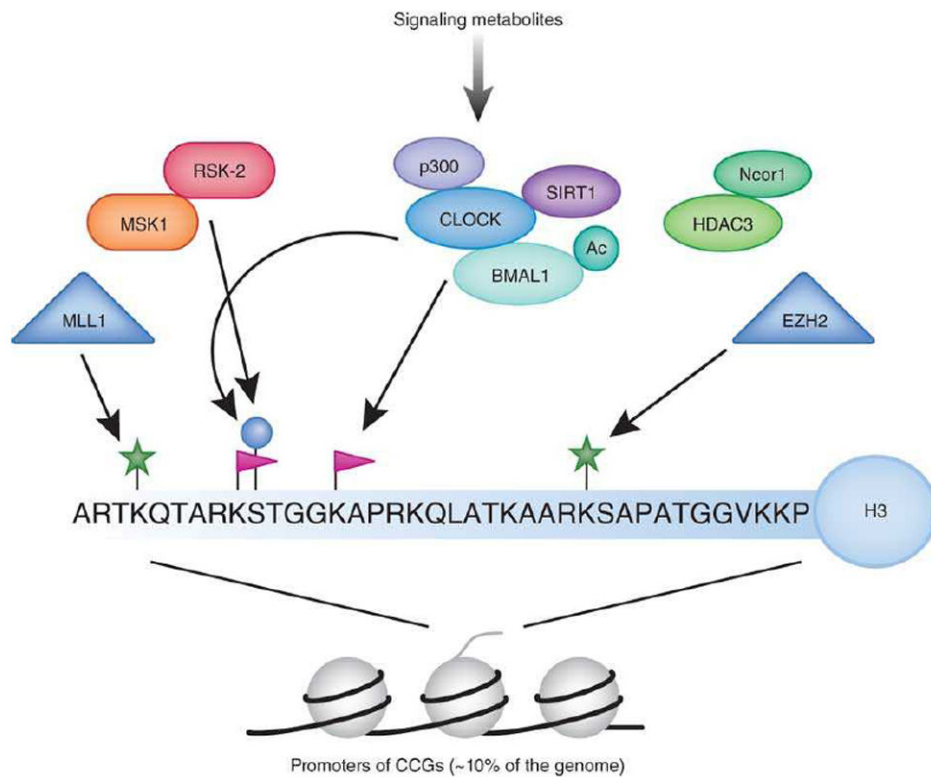 Signaling metabolites
RSK-2
p300
Ncor1
SIRT1
MSK1
CLOCK
HDAC3
Ac
BMAL1
MLL1
EZH2
ARTKQTARKSTGGKAPRKQLATKAARKSAPATGGVKKP
H3
Promoters of CCGs (~10% of the genome)